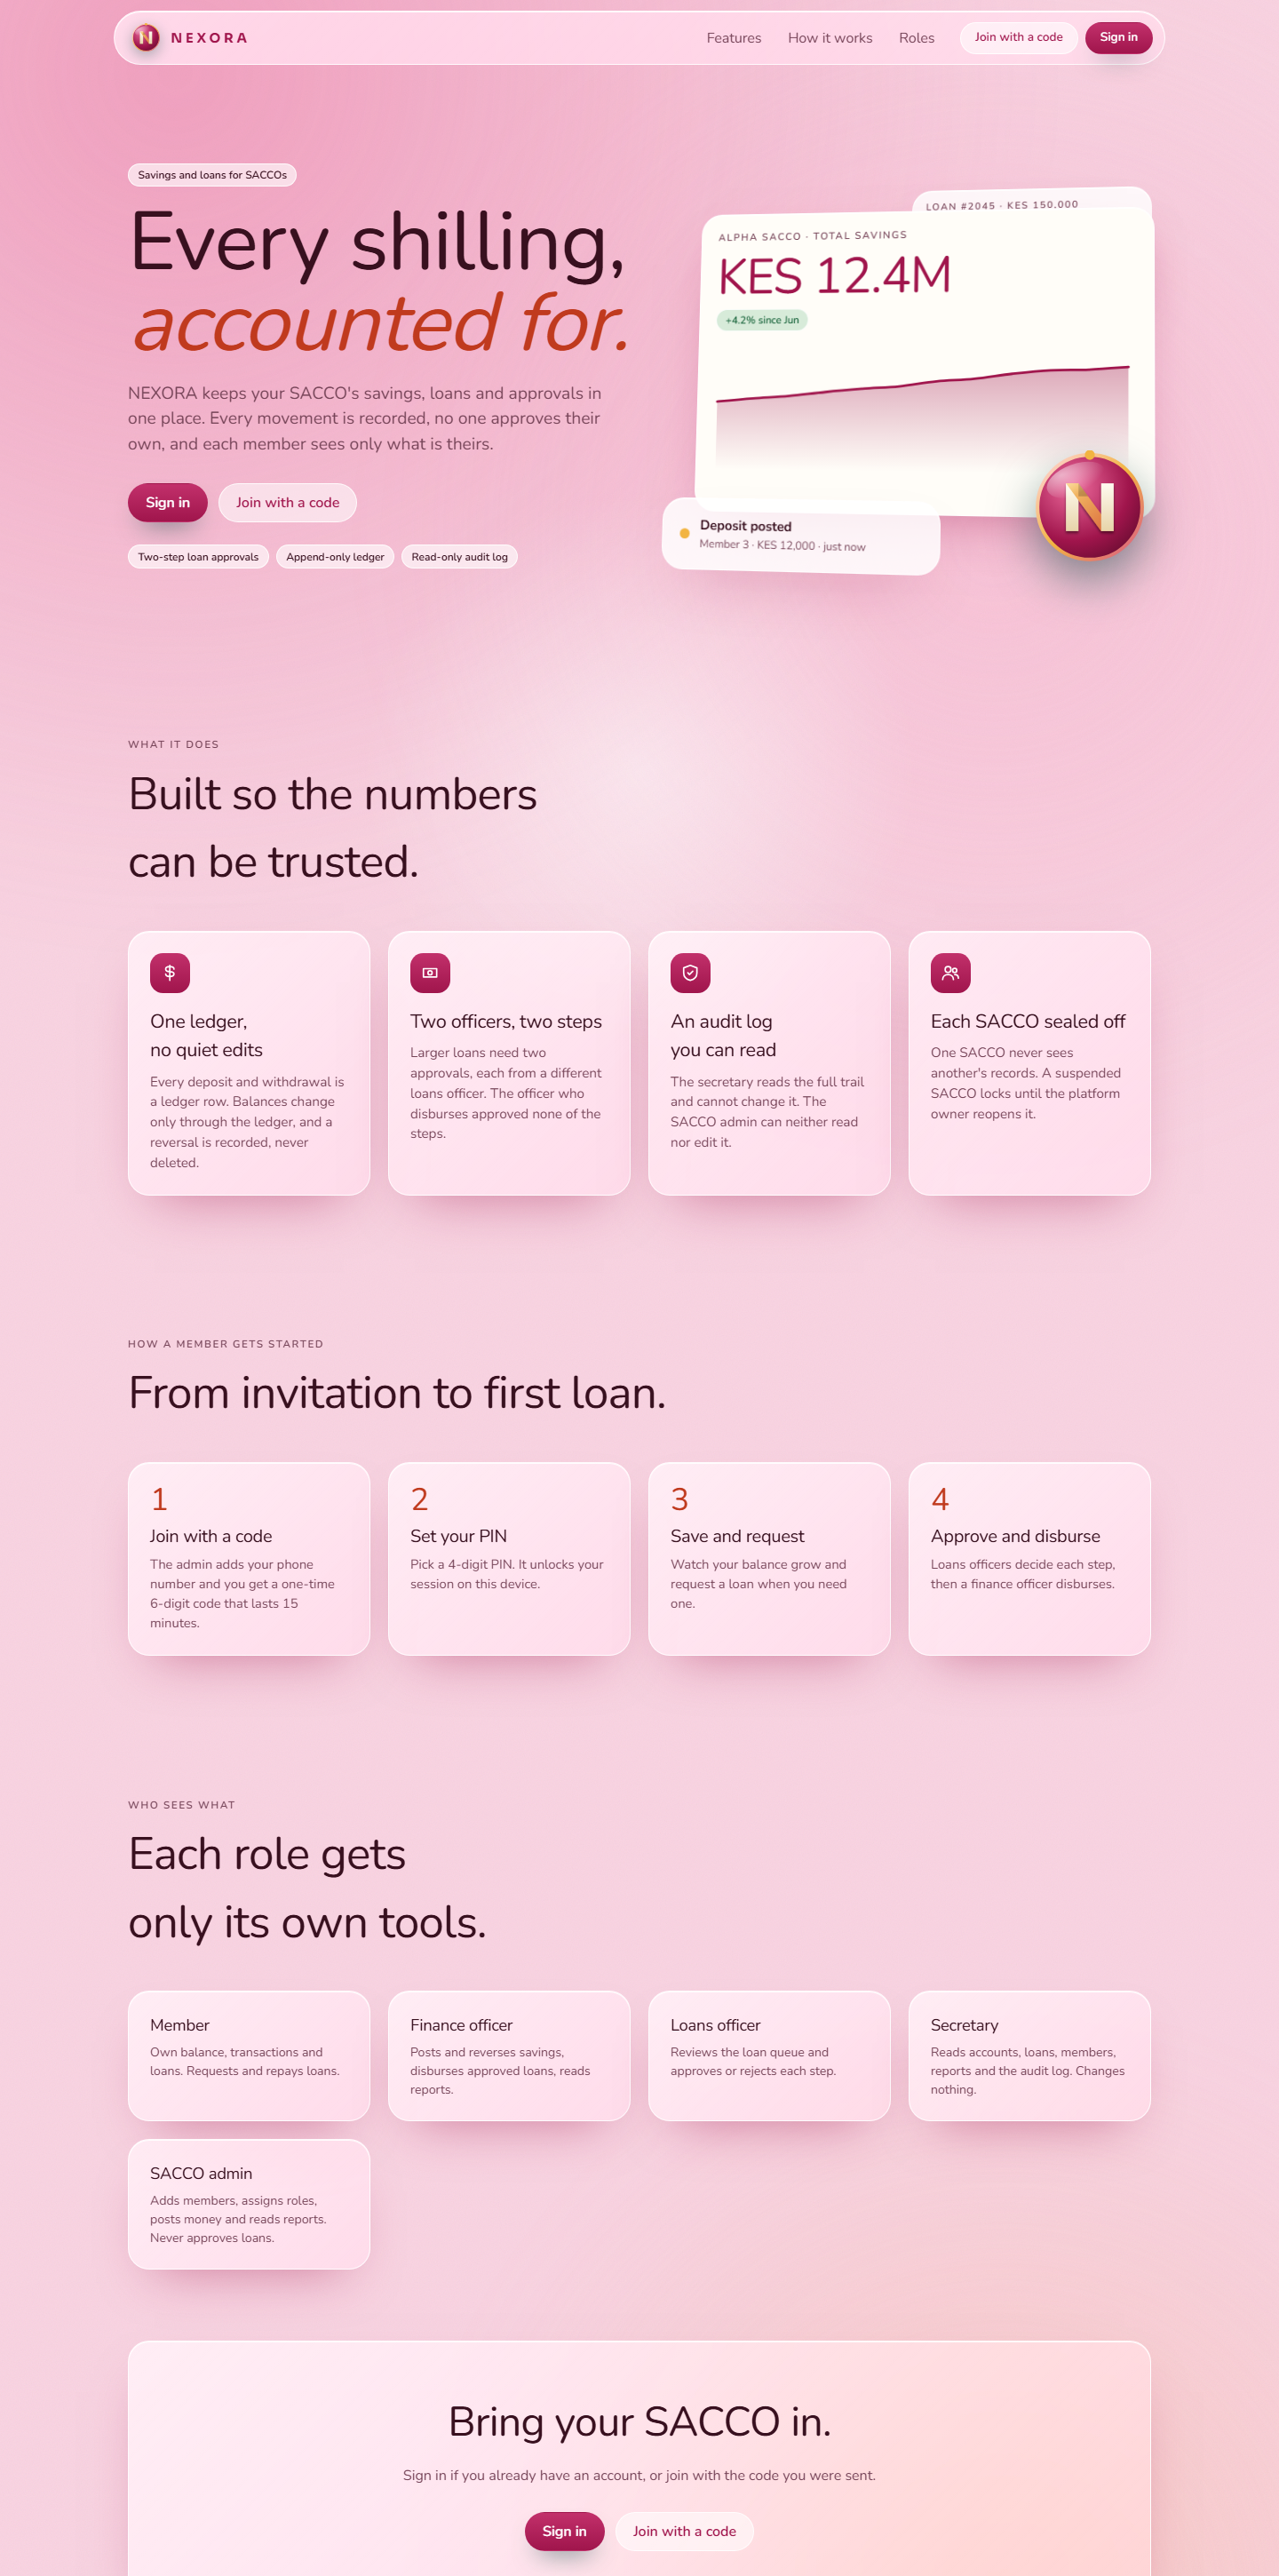 N NEXORA
Features
How it works
Roles
Join with a code
Sign in
Savings and loans for SACCOs
Every shilling,
accounted for.
NEXORA keeps your SACCO's savings, loans and approvals in
one place. Every movement is recorded, no one approves their
own, and each member sees only what is theirs.
Sign in
Join with a code
Two-step loan approvals
Append-only ledger
Read-only audit log
LOAN #2045 · KES 150,000
ALPHA SACCO · TOTAL SAVINGS
KES 12.4M
+4.2% since Jun
Deposit posted
Member 3 · KES 12,000 · just now
N
WHAT IT DOES
Built so the numbers
can be trusted.
One ledger,
no quiet edits
Every deposit and withdrawal is
a ledger row. Balances change
only through the ledger, and a
reversal is recorded, never
deleted.
Two officers, two steps
Larger loans need two
approvals, each from a different
loans officer. The officer who
disburses approved none of the
steps.
An audit log
you can read
The secretary reads the full trail
and cannot change it. The
SACCO admin can neither read
nor edit it.
Each SACCO sealed off
One SACCO never sees
another's records. A suspended
SACCO locks until the platform
owner reopens it.
HOW A MEMBER GETS STARTED
From invitation to first loan.
1
Join with a code
The admin adds your phone
number and you get a one-time
6-digit code that lasts 15
minutes.
2
Set your PIN
Pick a 4-digit PIN. It unlocks your
session on this device.
3
Save and request
Watch your balance grow and
request a loan when you need
one.
4
Approve and disburse
Loans officers decide each step,
then a finance officer disburses.
WHO SEES WHAT
Each role gets
only its own tools.
Member
Own balance, transactions and
loans. Requests and repays loans.
Finance officer
Posts and reverses savings,
disburses approved loans, reads
reports.
Loans officer
Reviews the loan queue and
approves or rejects each step.
Secretary
Reads accounts, loans, members,
reports and the audit log. Changes
nothing.
SACCO admin
Adds members, assigns roles,
posts money and reads reports.
Never approves loans.
Bring your SACCO in.
Sign in if you already have an account, or join with the code you were sent.
Sign in
Join with a code